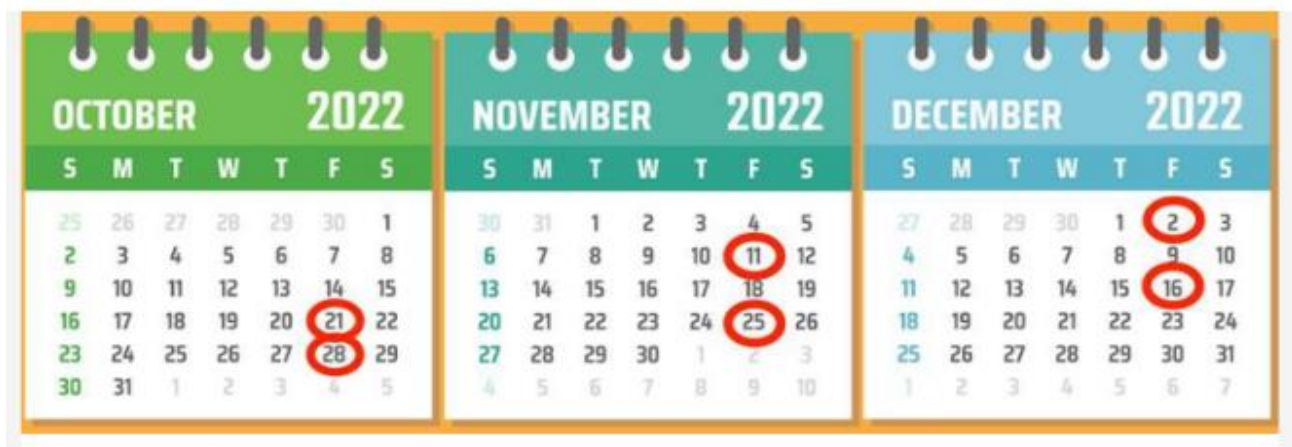 OCTOBER 2022
S M T W T F S
25 26 27 28 29 30 1
2 3 4 5 6 7 8
9 10 11 12 13 14 15
16 17 18 19 20 21 22
23 24 25 26 27 28 29
30 31 1 2 3 4 5
NOVEMBER 2022
S M T W T F S
30 31 1 2 3 4 5
6 7 8 9 10 11 12
13 14 15 16 17 18 19
20 21 22 23 24 25 26
27 28 29 30 1 2 3
4 5 6 7 8 9 10
DECEMBER 2022
S M T W T F S
27 28 29 30 1 2 3
4 5 6 7 8 9 10
11 12 13 14 15 16 17
18 19 20 21 22 23 24
25 26 27 28 29 30 31
1 2 3 4 5 6 7